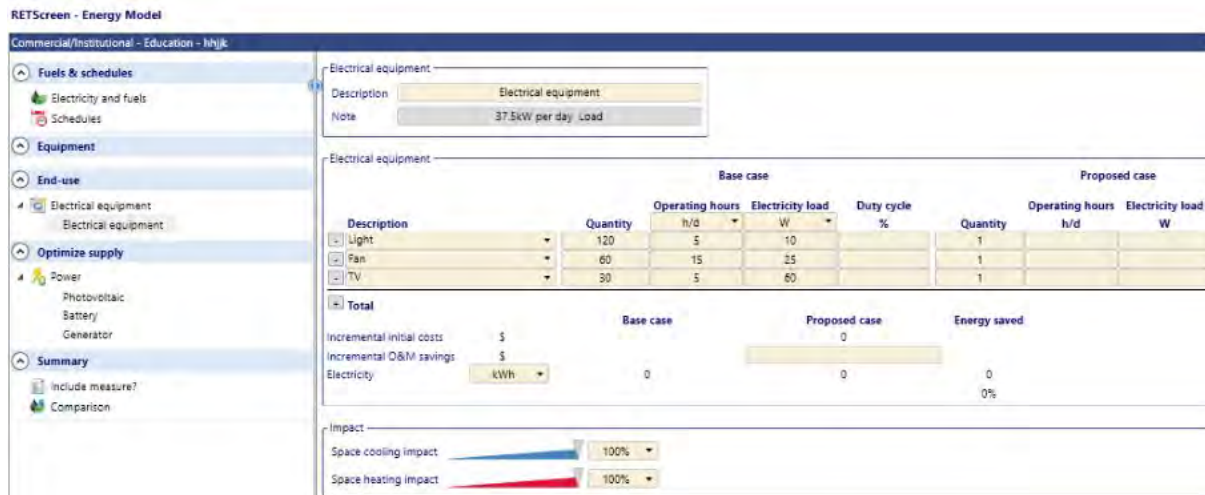 RETScreen - Energy Model
Commercial/Institutional - Education - hhjjk
Fuels & schedules
Electricity and fuels
Schedules
Equipment
End-use
Electrical equipment
Electrical equipment
Optimize supply
Power
Photovoltaic
Battery
Generator
Summary
Include measure?
Comparison
Electrical equipment
Description Electrical equipment
Note 37.5kW per day Load
Electrical equipment
Base case Proposed case
Operating hours Electricity load Duty cycle Operating hours Electricity load
Description Quantity h/d W % Quantity h/d W
- Light 120 5 10 1
- Fan 60 15 25 1
- TV 30 5 60 1
+ Total
Base case Proposed case Energy saved
Incremental initial costs $ 0
Incremental O&M savings $
Electricity kWh 0 0 0
0%
Impact
Space cooling impact 100%
Space heating impact 100%